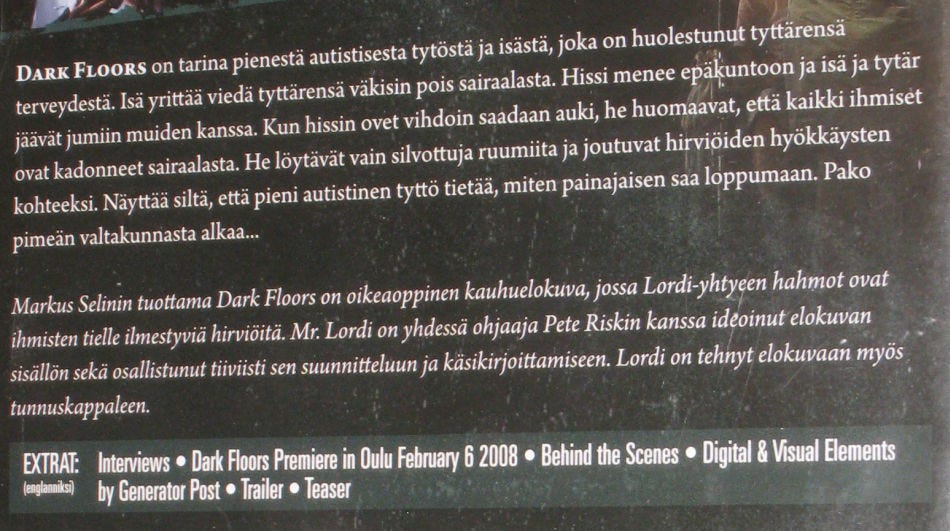 DARK FLOORS on tarina pienestä autistisesta tytöstä ja isästä, joka on huolestunut tyttärensä
terveydestä. Isä yrittää viedä tyttärensä väkisin pois sairaalasta. Hissi menee epäkuntoon ja isä ja tytär
jäävät jumiin muiden kanssa. Kun hissin ovet vihdoin saadaan auki, he huomaavat, että kaikki ihmiset
ovat kadonneet sairaalasta. He löytävät vain silvottuja ruumiita ja joutuvat hirviöiden hyökkäysten
kohteeksi. Näyttää siltä, että pieni autistinen tyttö tietää, miten painajaisen saa loppumaan. Pako
pimeän valtakunnasta alkaa...
Markus Selinin tuottama Dark Floors on oikeaoppinen kauhuelokuva, jossa Lordi-yhtyeen hahmot ovat
ihmisten tielle ilmestyviä hirviöitä. Mr. Lordi on yhdessä ohjaaja Pete Riskin kanssa ideoinut elokuvan
sisällön sekä osallistunut tiiviisti sen suunnitteluun ja käsikirjoittamiseen. Lordi on tehnyt elokuvaan myös
tunnuskappaleen.
EXTRAT: Interviews • Dark Floors Premiere in Oulu February 6 2008 • Behind the Scenes • Digital & Visual Elements
(englanniksi) by Generator Post • Trailer • Teaser